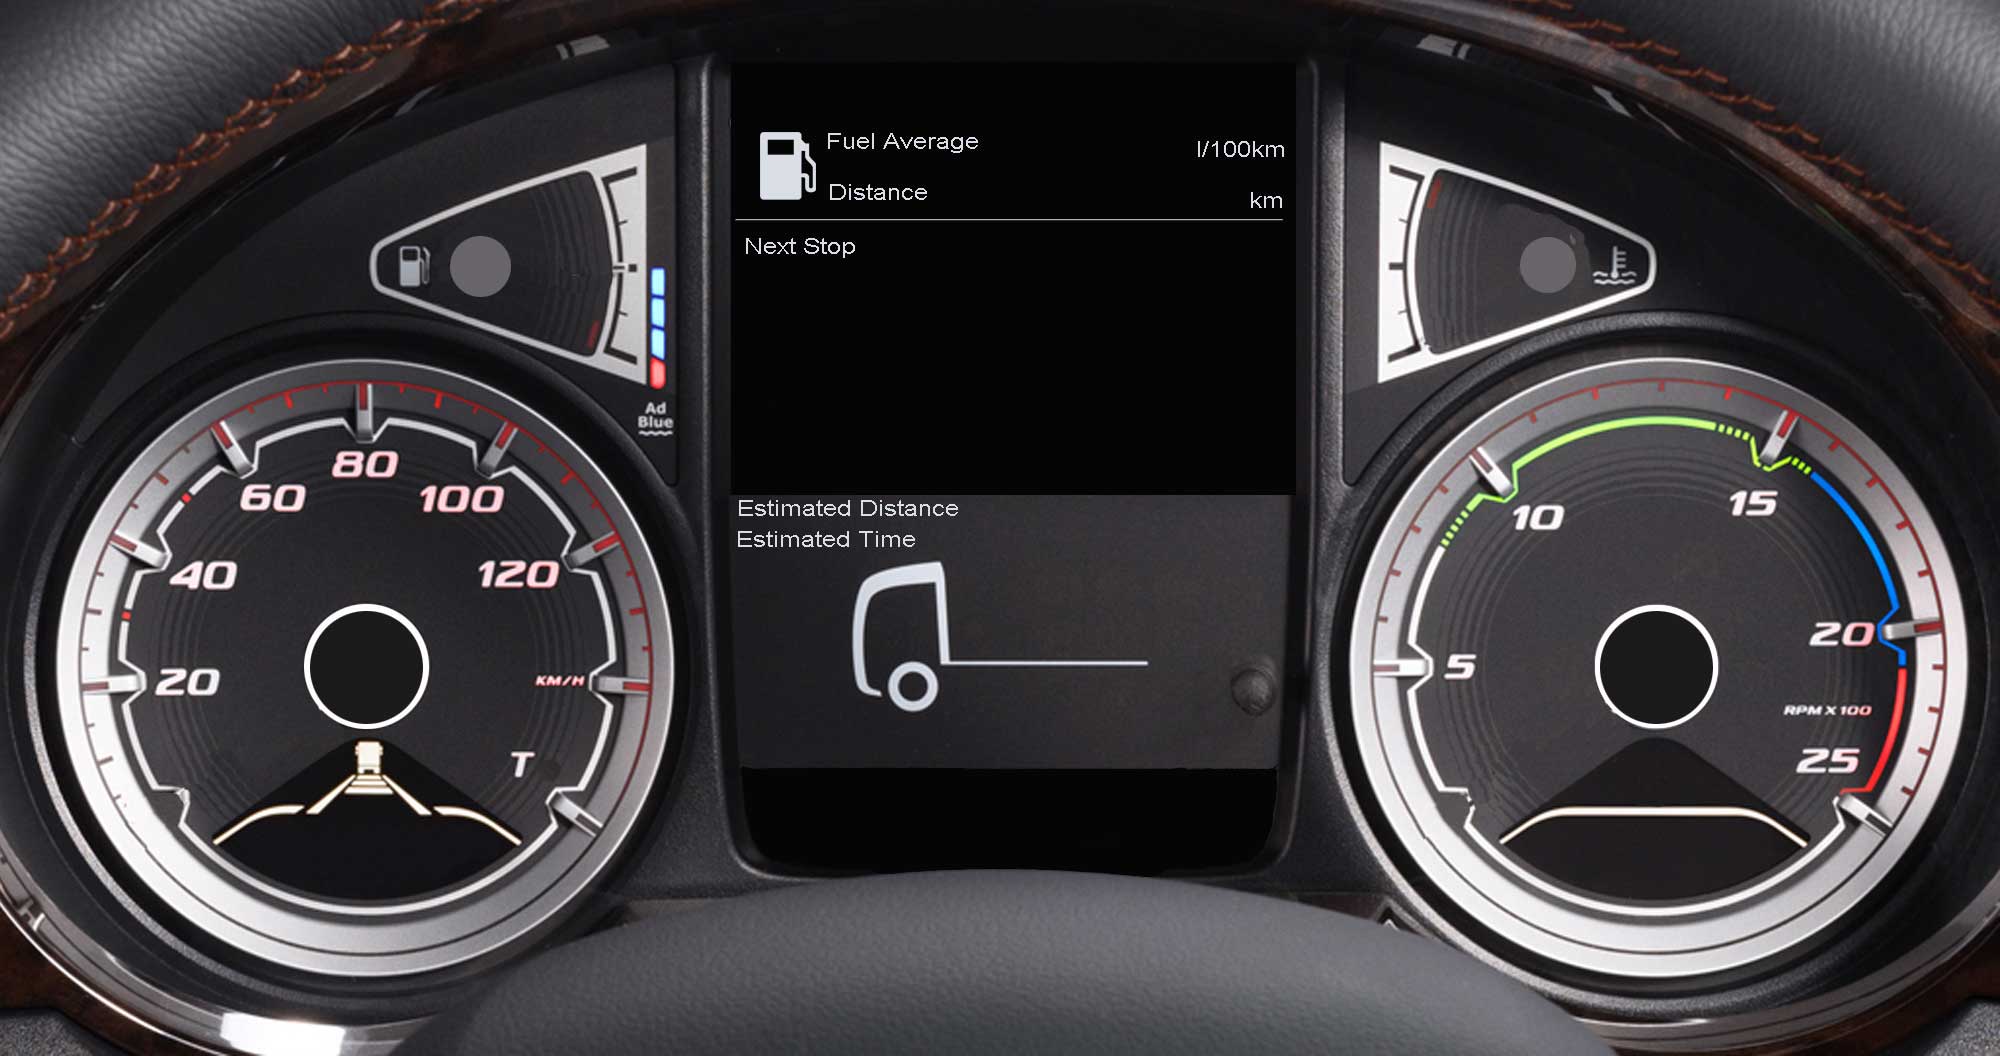 Fuel Average
l/100km
Distance
km
Next Stop
Ad
Blue
80
60
100
40
120
20
KM/H
T
Estimated Distance
Estimated Time
10
15
5
20
RPM X 100
25